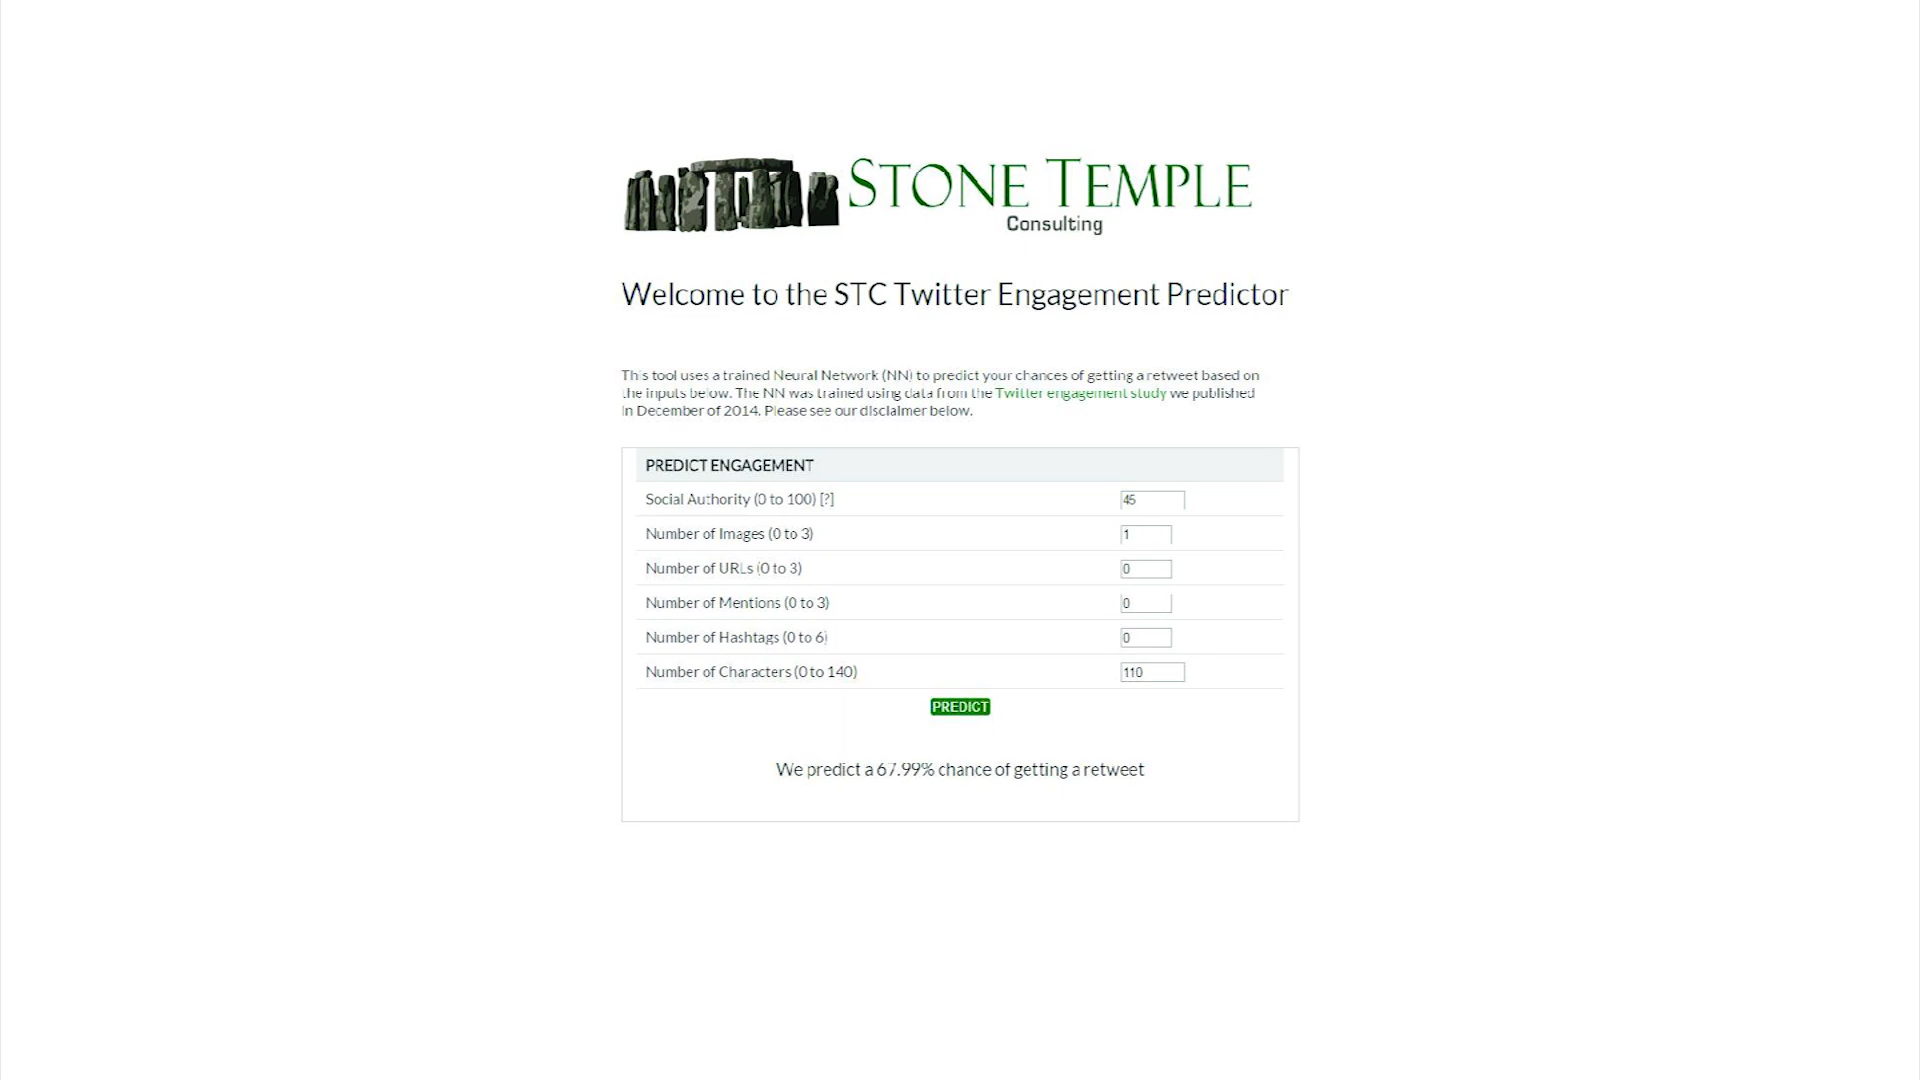 STONE TEMPLE
Consulting
Welcome to the STC Twitter Engagement Predictor
This tool uses a trained Neural Network (NN) to predict your chances of getting a retweet based on
the inputs below. The NN was trained using data from the Twitter engagement study we published
in December of 2014. Please see our disclaimer below.
PREDICT ENGAGEMENT
Social Authority (0 to 100) [?] 45
Number of Images (0 to 3) 1
Number of URLs (0 to 3) 0
Number of Mentions (0 to 3) 0
Number of Hashtags (0 to 6) 0
Number of Characters (0 to 140) 110
PREDICT
We predict a 67.99% chance of getting a retweet